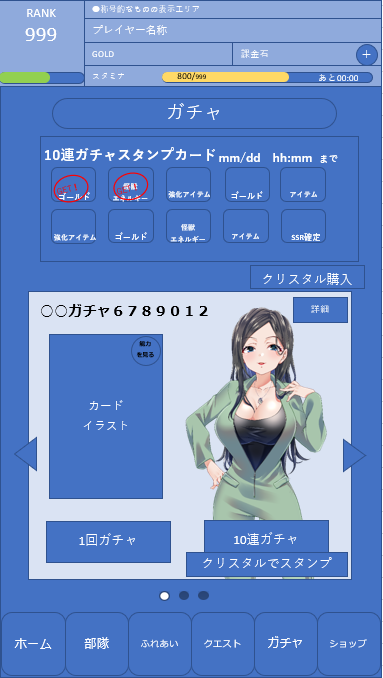 RANK
999
●称号的なものの表示エリア
プレイヤー名称
GOLD
課金石
+
スタミナ
800/999
あと00:00
ガチャ
10連ガチャスタンプカード mm/dd hh:mm まで
ゴールド
怪獣
エネルギー
強化アイテム
ゴールド
アイテム
強化アイテム
ゴールド
怪獣
エネルギー
アイテム
SSR確定
クリスタル購入
○○ガチャ6789012
詳細
能力
を見る
カード
イラスト
1回ガチャ
10連ガチャ
クリスタルでスタンプ
ホーム
部隊
ふれあい
クエスト
ガチャ
ショップ